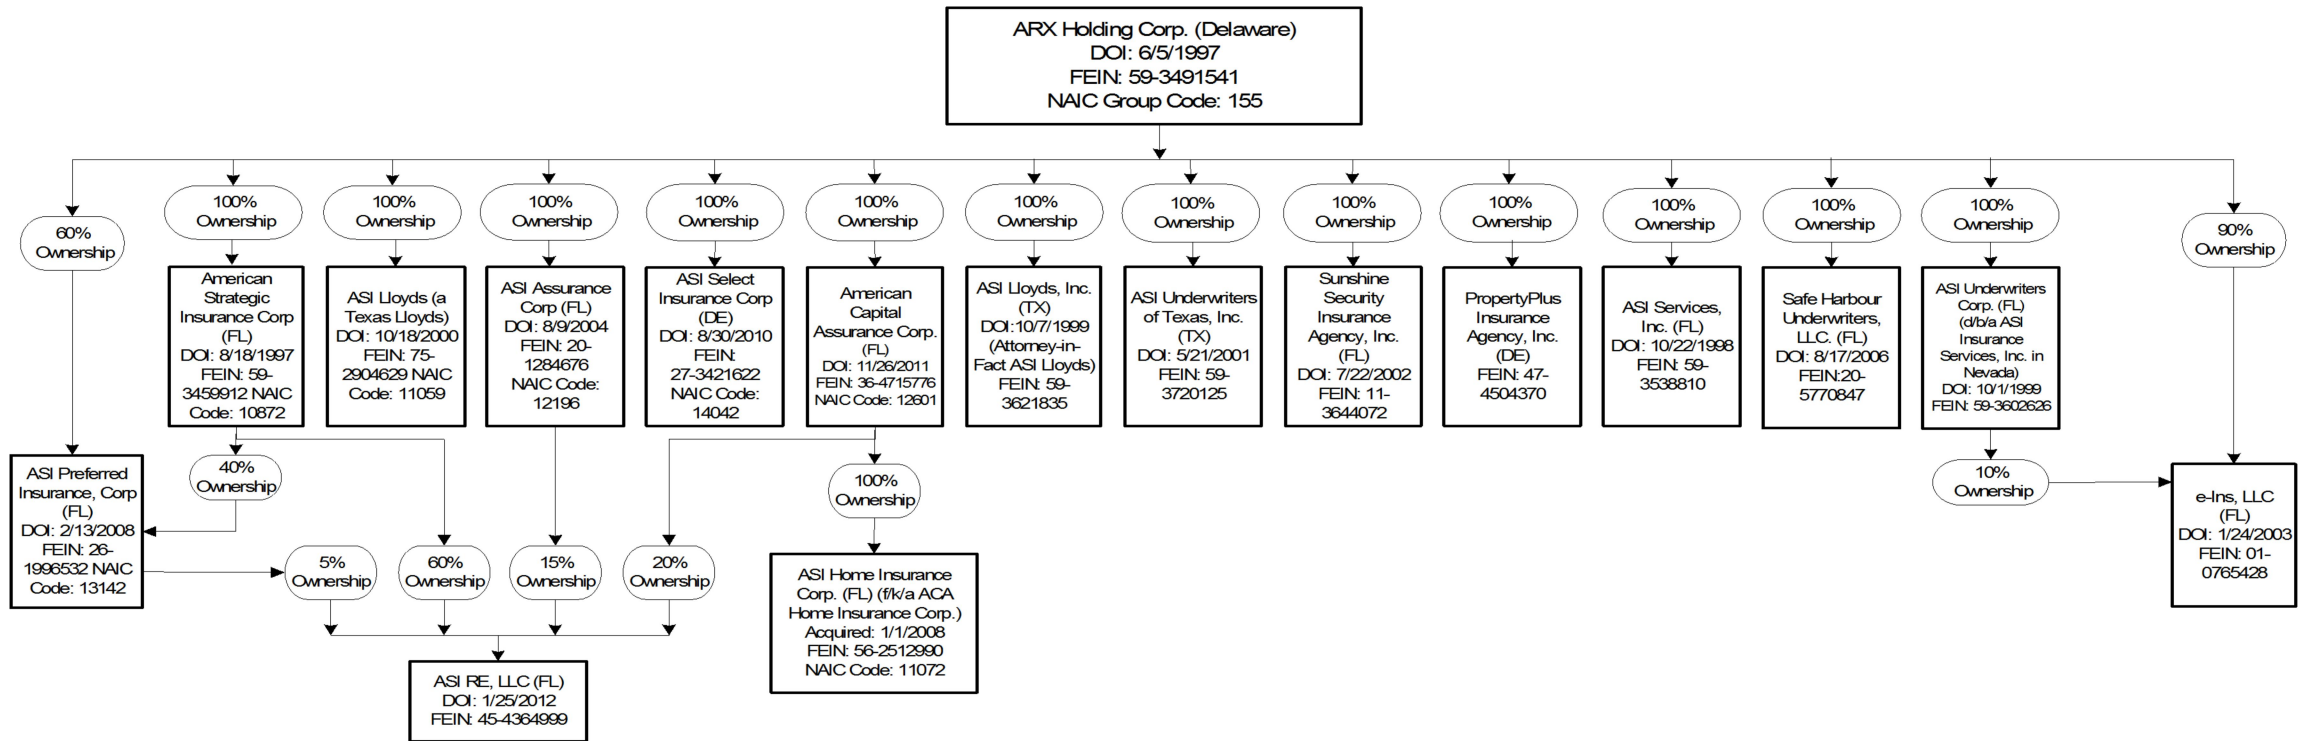 ARX Holding Corp. (Delaware)
DOI: 6/5/1997
FEIN: 59-3491541
NAIC Group Code: 155
60%
Ownership
100%
Ownership
100%
Ownership
100%
Ownership
100%
Ownership
100%
Ownership
100%
Ownership
100%
Ownership
100%
Ownership
100%
Ownership
100%
Ownership
100%
Ownership
100%
Ownership
90%
Ownership
American
Strategic
Insurance Corp
(FL)
DOI: 8/18/1997
FEIN: 59-
3459912 NAIC
Code: 10872
ASI Lloyds (a
Texas Lloyds)
DOI: 10/18/2000
FEIN: 75-
2904629 NAIC
Code: 11059
ASI Assurance
Corp (FL)
DOI: 8/9/2004
FEIN: 20-
1284676
NAIC Code:
12196
ASI Select
Insurance Corp
(DE)
DOI: 8/30/2010
FEIN:
27-3421622
NAIC Code:
14042
American
Capital
Assurance Corp.
(FL)
DOI: 11/26/2011
FEIN: 36-4715776
NAIC Code: 12601
ASI Lloyds, Inc.
(TX)
DOI:10/7/1999
(Attorney-in-
Fact ASI Lloyds)
FEIN: 59-
3621835
ASI Underwriters
of Texas, Inc.
(TX)
DOI: 5/21/2001
FEIN: 59-
3720125
Sunshine
Security
Insurance
Agency, Inc.
(FL)
DOI: 7/22/2002
FEIN: 11-
3644072
PropertyPlus
Insurance
Agency, Inc.
(DE)
FEIN: 47-
4504370
ASI Services,
Inc. (FL)
DOI: 10/22/1998
FEIN: 59-
3538810
Safe Harbour
Underwriters,
LLC. (FL)
DOI: 8/17/2006
FEIN:20-
5770847
ASI Underwriters
Corp. (FL)
(d/b/a ASI
Insurance
Services, Inc. in
Nevada)
DOI: 10/1/1999
FEIN: 59-3602626
ASI Preferred
Insurance, Corp
(FL)
DOI: 2/13/2008
FEIN: 26-
1996532 NAIC
Code: 13142
40%
Ownership
100%
Ownership
10%
Ownership
e-Ins, LLC
(FL)
DOI: 1/24/2003
FEIN: 01-
0765428
5%
Ownership
60%
Ownership
15%
Ownership
20%
Ownership
ASI Home Insurance
Corp. (FL) (f/k/a ACA
Home Insurance Corp.)
Acquired: 1/1/2008
FEIN: 56-2512990
NAIC Code: 11072
ASI RE, LLC (FL)
DOI: 1/25/2012
FEIN: 45-4364999